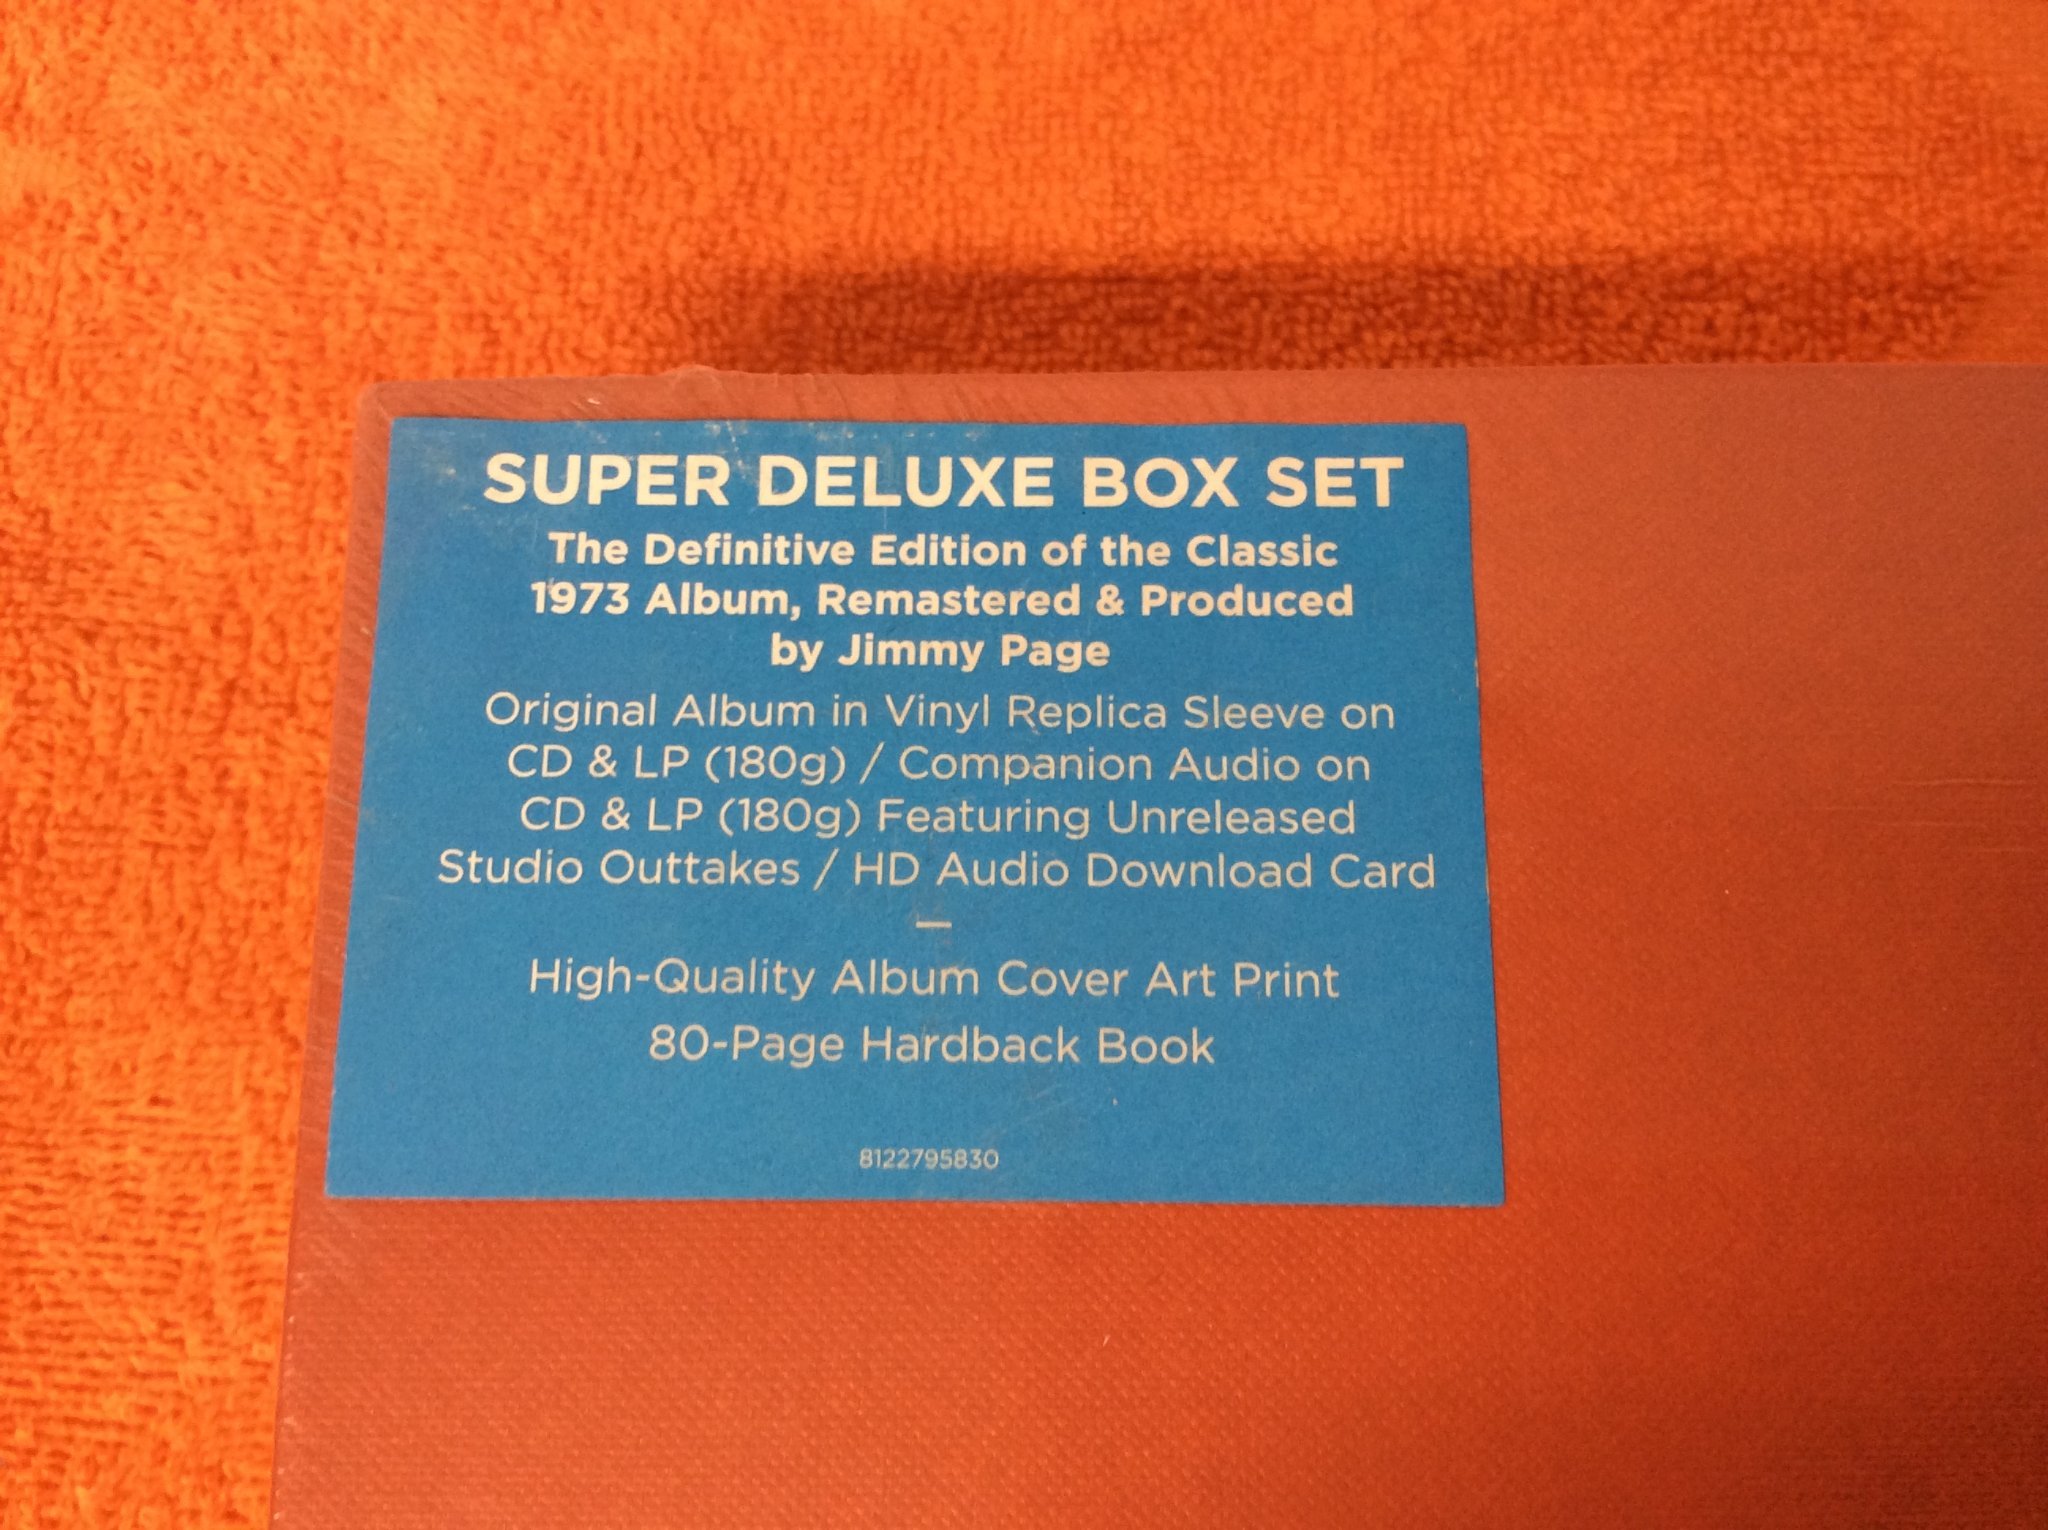 SUPER DELUXE BOX SET
The Definitive Edition of the Classic
1973 Album, Remastered & Produced
by Jimmy Page
Original Album in Vinyl Replica Sleeve on
CD & LP (180g) / Companion Audio on
CD & LP (180g) Featuring Unreleased
Studio Outtakes / HD Audio Download Card
—
High-Quality Album Cover Art Print
80-Page Hardback Book
8122795830